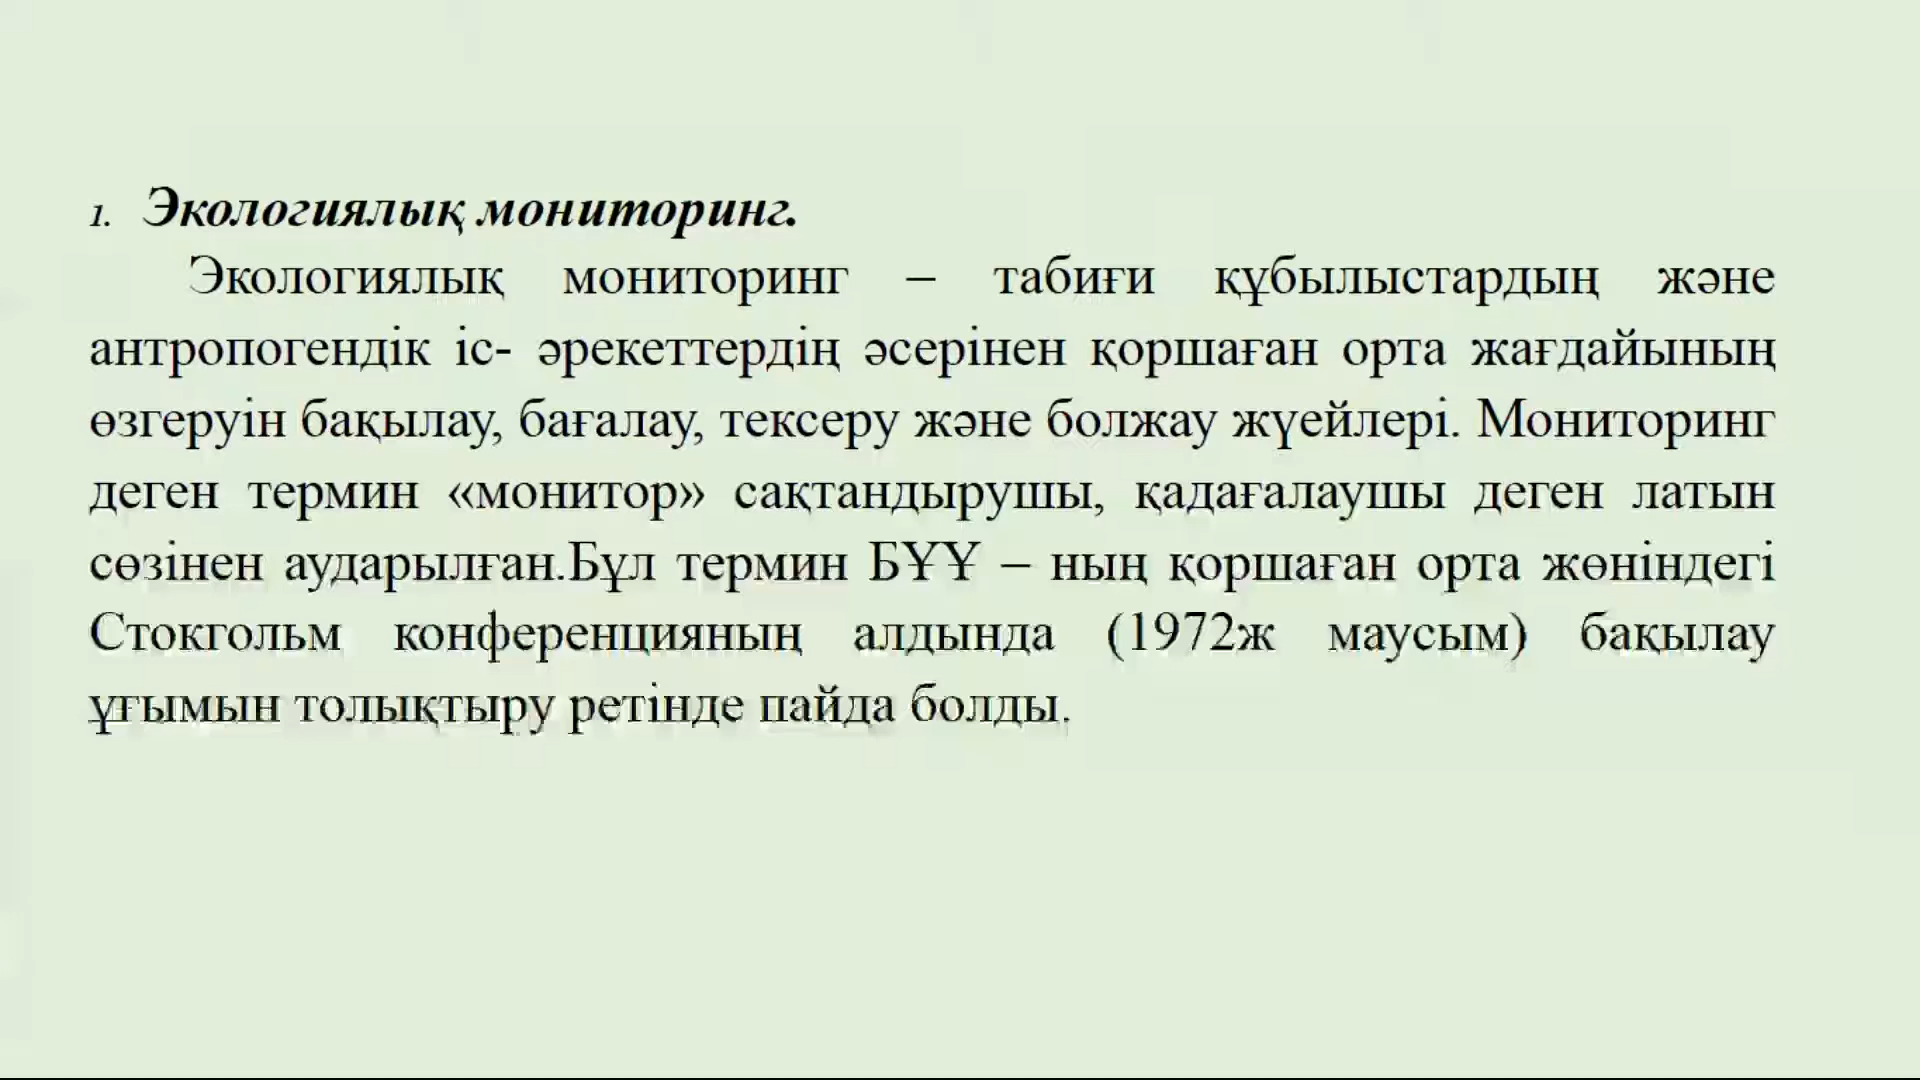 1. Экологиялық мониторинг.
Экологиялық мониторинг – табиғи құбылыстардың және
антропогендік іс- әрекеттердің әсерінен қоршаған орта жағдайының
өзгеруін бақылау, бағалау, тексеру және болжау жүейлері. Мониторинг
деген термин «монитор» сақтандырушы, қадағалаушы деген латын
сөзінен аударылған.Бұл термин БҰҰ – ның қоршаған орта жөніндегі
Стокгольм конференцияның алдында (1972ж маусым) бақылау
ұғымын толықтыру ретінде пайда болды.